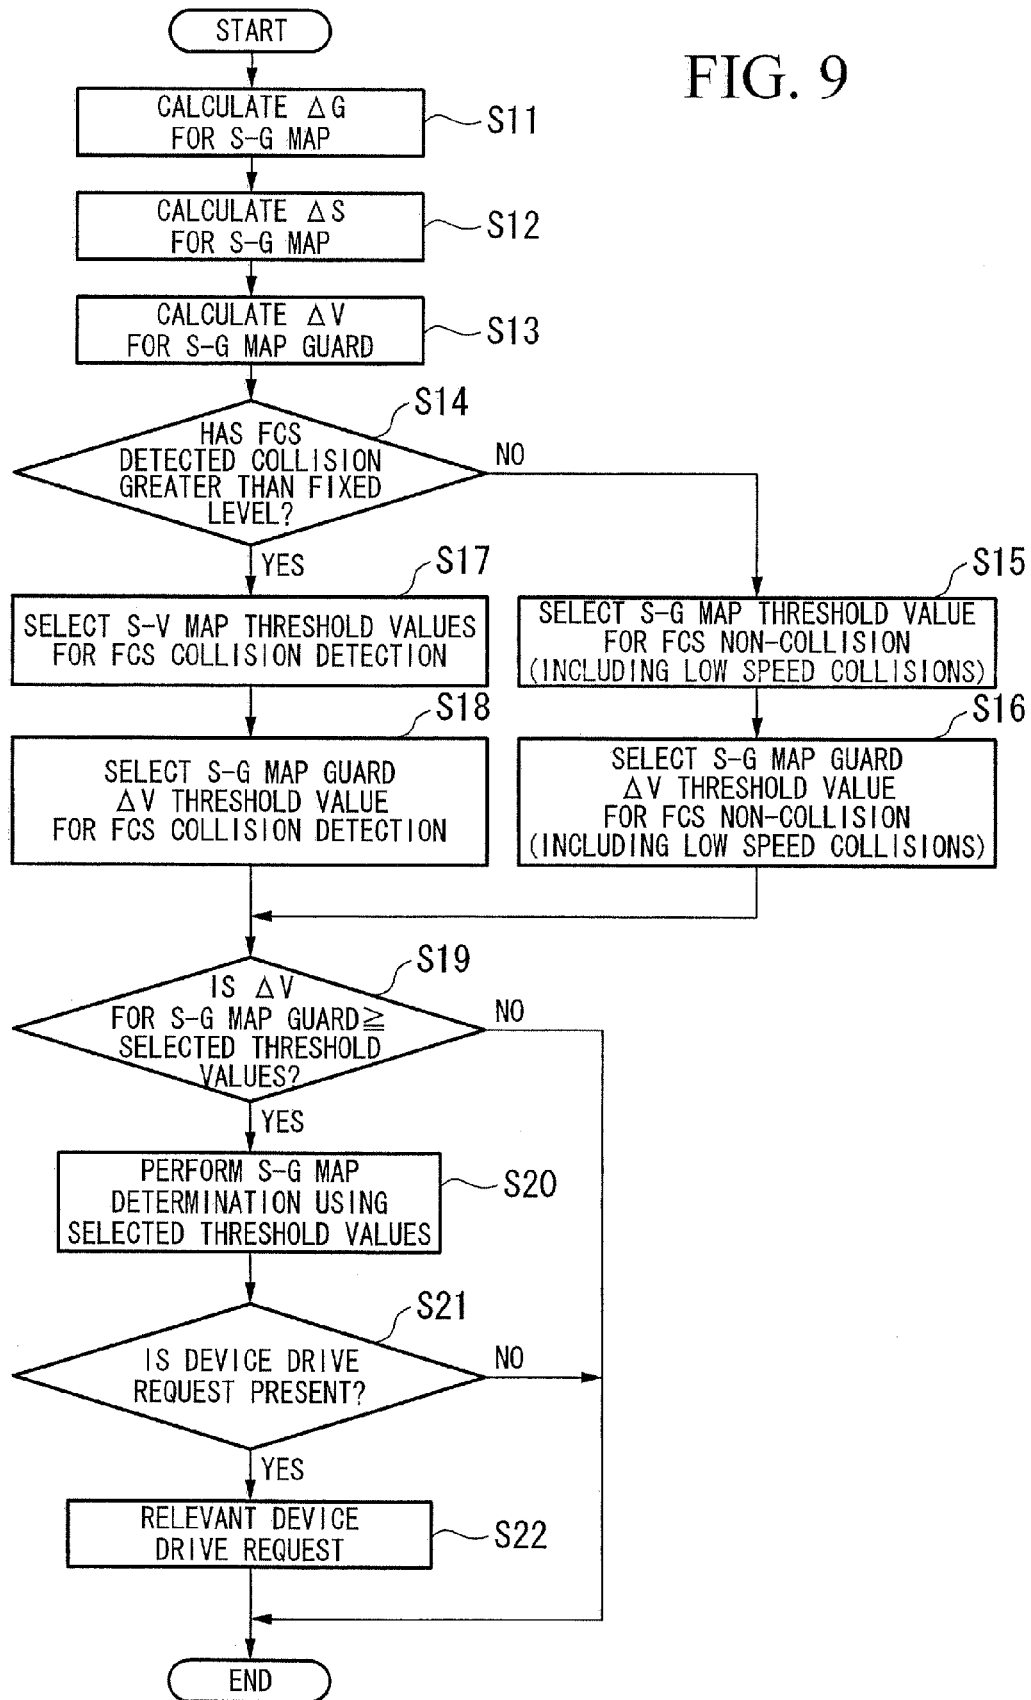 START
FIG. 9
CALCULATE ΔG
FOR S-G MAP
S11
CALCULATE ΔS
FOR S-G MAP
S12
CALCULATE ΔV
FOR S-G MAP GUARD
S13
S14
HAS FCS
DETECTED COLLISION
GREATER THAN FIXED
LEVEL?
NO
YES
S17
SELECT S-V MAP THRESHOLD VALUES
FOR FCS COLLISION DETECTION
S15
SELECT S-G MAP THRESHOLD VALUE
FOR FCS NON-COLLISION
(INCLUDING LOW SPEED COLLISIONS)
S18
SELECT S-G MAP GUARD
ΔV THRESHOLD VALUE
FOR FCS COLLISION DETECTION
S16
SELECT S-G MAP GUARD
ΔV THRESHOLD VALUE
FOR FCS NON-COLLISION
(INCLUDING LOW SPEED COLLISIONS)
S19
IS ΔV
FOR S-G MAP GUARD≧
SELECTED THRESHOLD
VALUES?
NO
YES
PERFORM S-G MAP
DETERMINATION USING
SELECTED THRESHOLD VALUES
S20
S21
IS DEVICE DRIVE
REQUEST PRESENT?
NO
YES
RELEVANT DEVICE
DRIVE REQUEST
S22
END